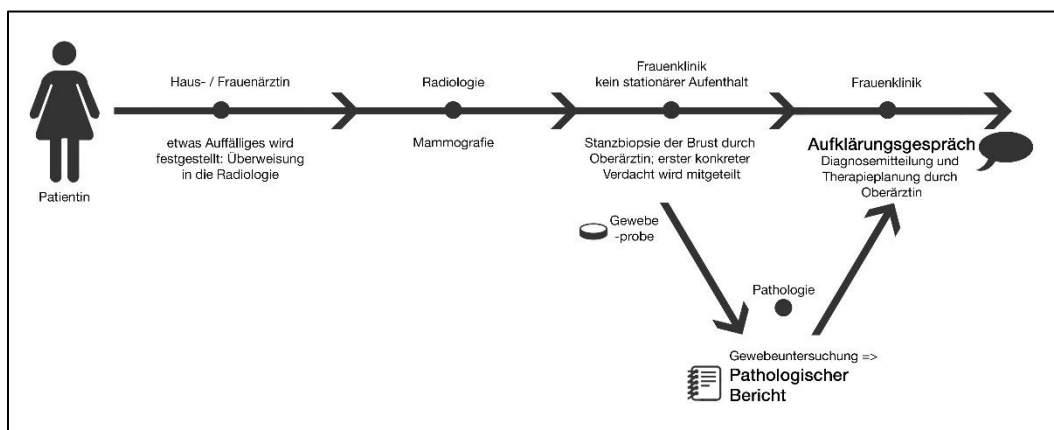 Patientin
Haus- / Frauenärztin
etwas Auffälliges wird
festgestellt: Überweisung
in die Radiologie
Radiologie
Mammografie
Frauenklinik
kein stationärer Aufenthalt
Stanzbiopsie der Brust durch
Oberärztin; erster konkreter
Verdacht wird mitgeteilt
Gewebe
-probe
Pathologie
Gewebeuntersuchung =>
Pathologischer
Bericht
Frauenklinik
Aufklärungsgespräch
Diagnosemitteilung und
Therapieplanung durch
Oberärztin